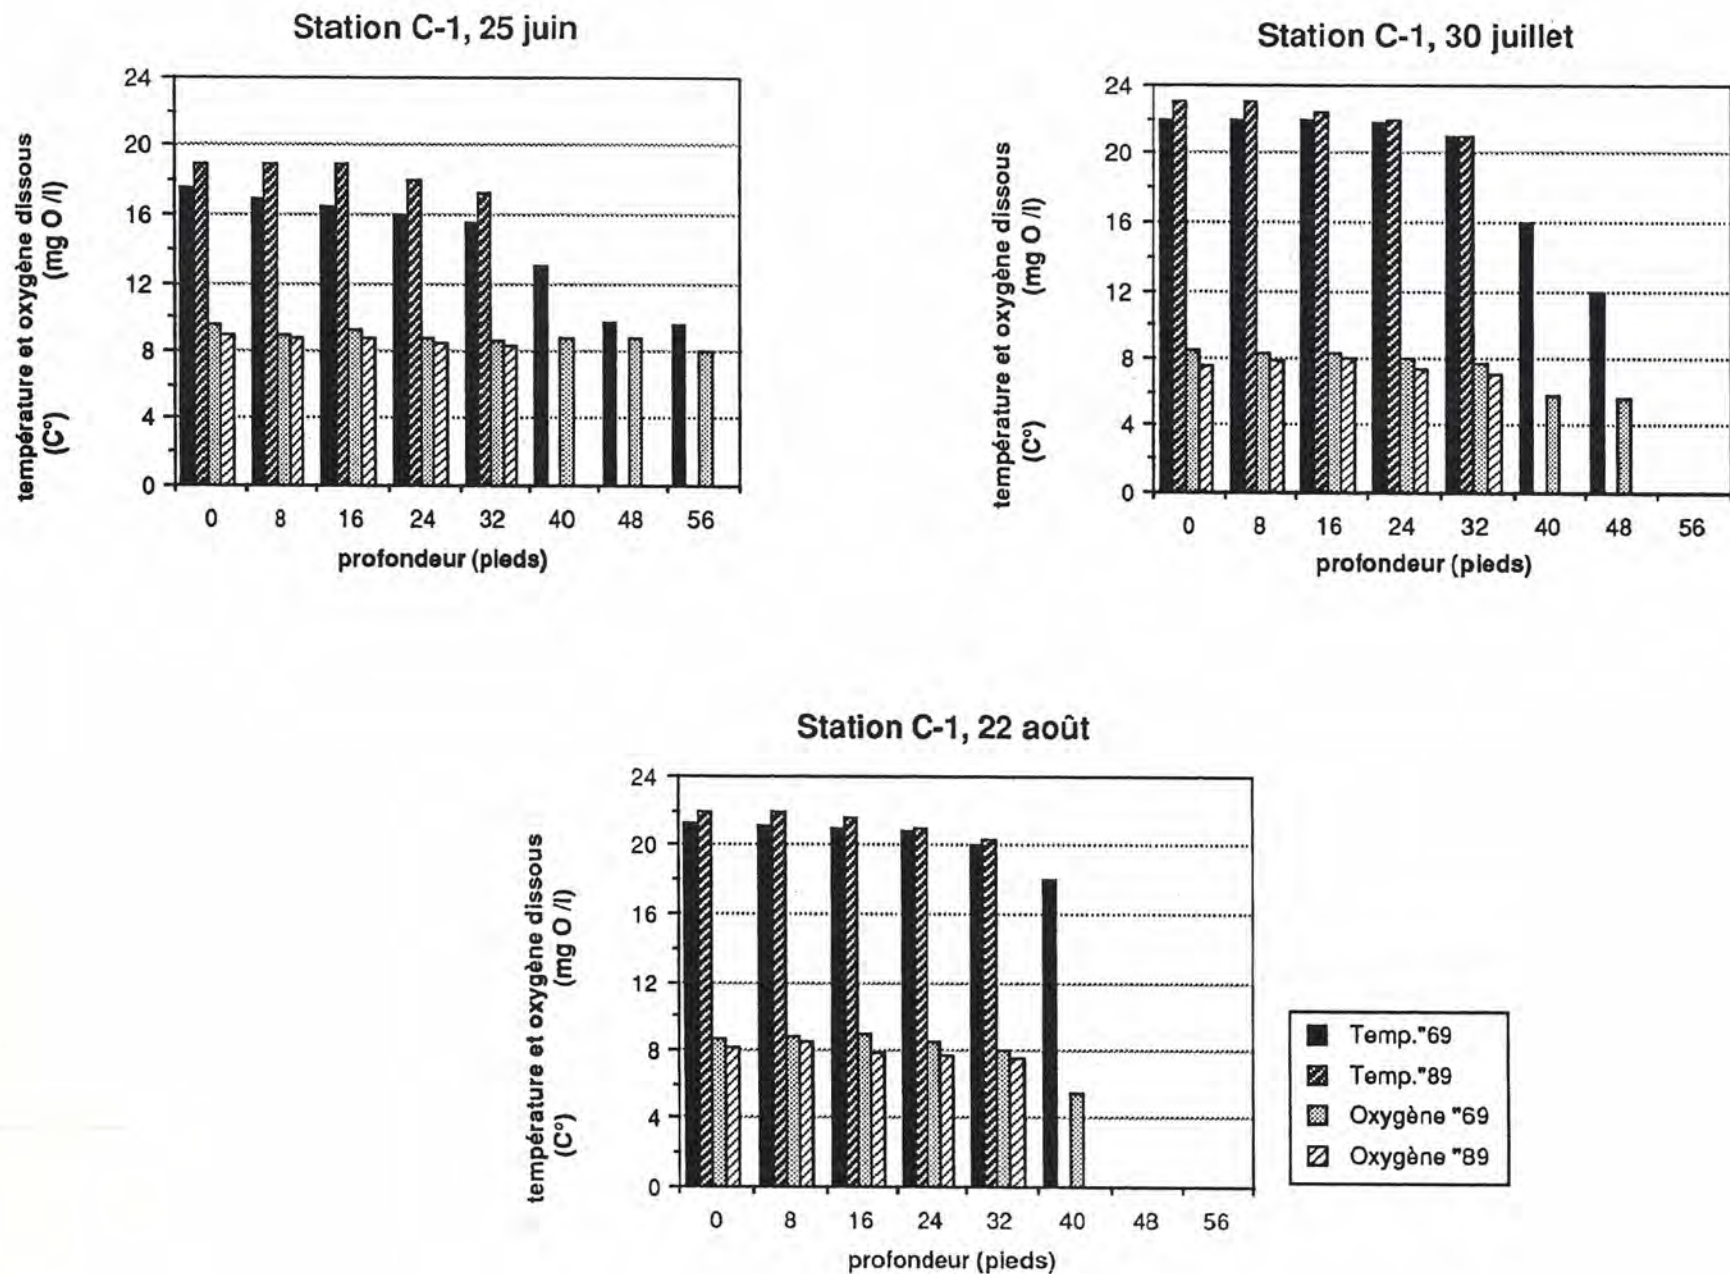 Station C-1, 25 juin
température et oxygène dissous
(C°) (mg O /l)
24
20
16
12
8
4
0
0 8 16 24 32 40 48 56
profondeur (pieds)
Station C-1, 30 juillet
température et oxygène dissous
(C°) (mg O /l)
24
20
16
12
8
4
0
0 8 16 24 32 40 48 56
profondeur (pieds)
Station C-1, 22 août
température et oxygène dissous
(C°) (mg O /l)
24
20
16
12
8
4
0
0 8 16 24 32 40 48 56
profondeur (pieds)
Temp."69
Temp."89
Oxygène "69
Oxygène "89